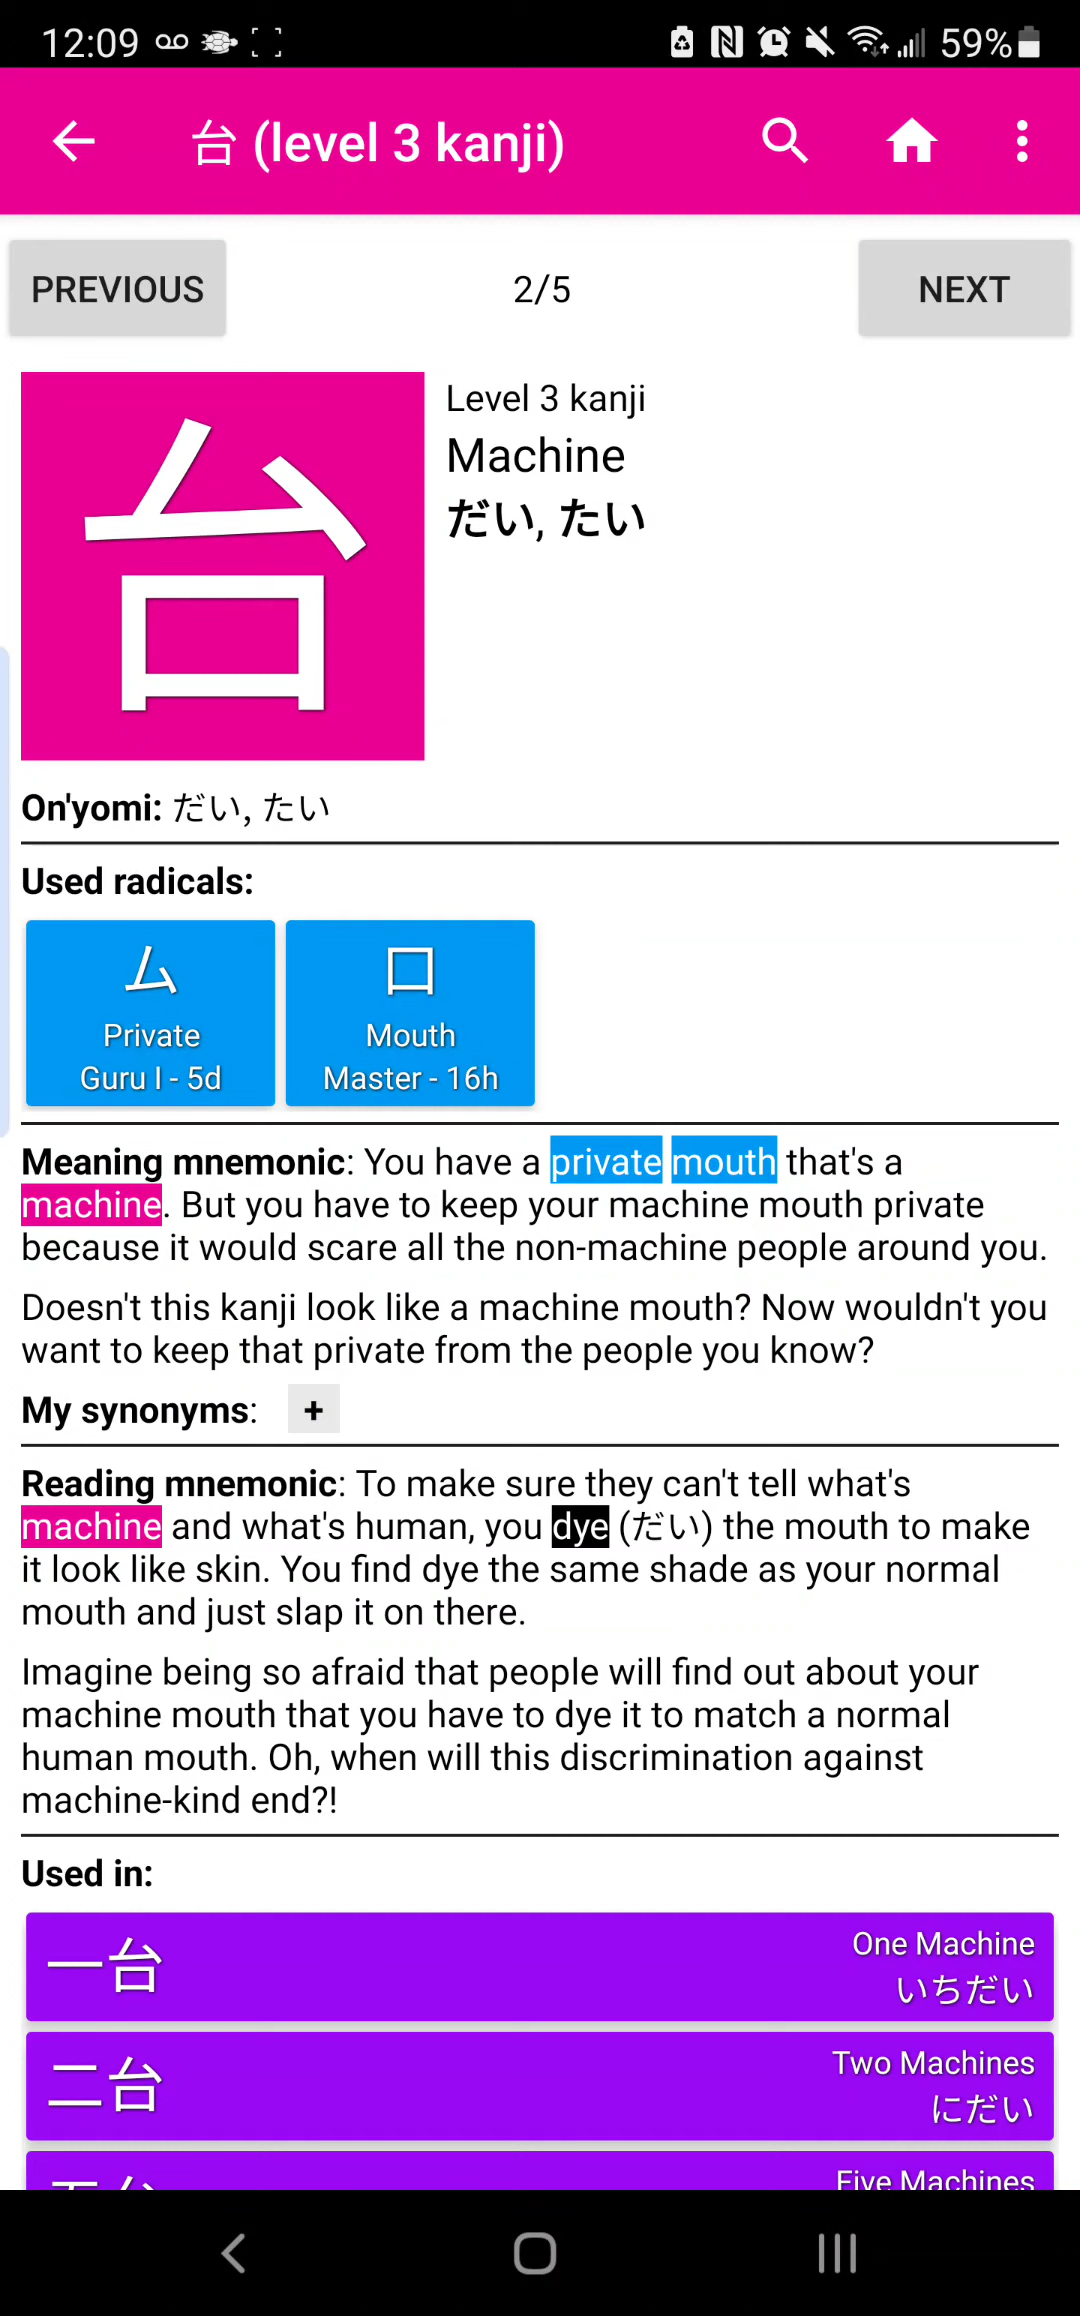 12:09
59%
台 (level 3 kanji)
PREVIOUS
2/5
NEXT
台
Level 3 kanji
Machine
だい, たい
On'yomi: だい, たい
Used radicals:
ム
Private
Guru I - 5d
口
Mouth
Master - 16h
Meaning mnemonic: You have a private mouth that's a
machine. But you have to keep your machine mouth private
because it would scare all the non-machine people around you.
Doesn't this kanji look like a machine mouth? Now wouldn't you
want to keep that private from the people you know?
My synonyms: +
Reading mnemonic: To make sure they can't tell what's
machine and what's human, you dye (だい) the mouth to make
it look like skin. You find dye the same shade as your normal
mouth and just slap it on there.
Imagine being so afraid that people will find out about your
machine mouth that you have to dye it to match a normal
human mouth. Oh, when will this discrimination against
machine-kind end?!
Used in:
一台
One Machine
いちだい
二台
Two Machines
にだい
Five Machines